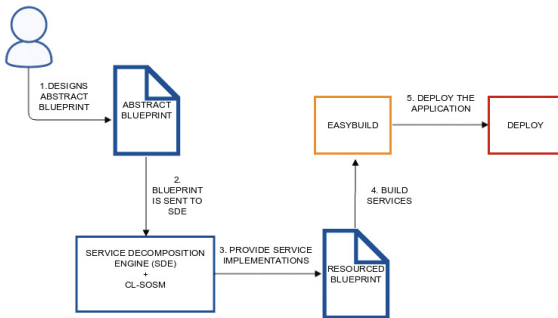 1.DESIGNS
ABSTRACT
BLUEPRINT
ABSTRACT
BLUEPRINT
2.
BLUEPRINT
IS SENT TO
SDE
SERVICE DECOMPOSITION
ENGINE (SDE)
+
CL-SOSM
3. PROVIDE SERVICE
IMPLEMENTATIONS
RESOURCED
BLUEPRINT
4. BUILD
SERVICES
EASYBUILD
5. DEPLOY THE
APPLICATION
DEPLOY